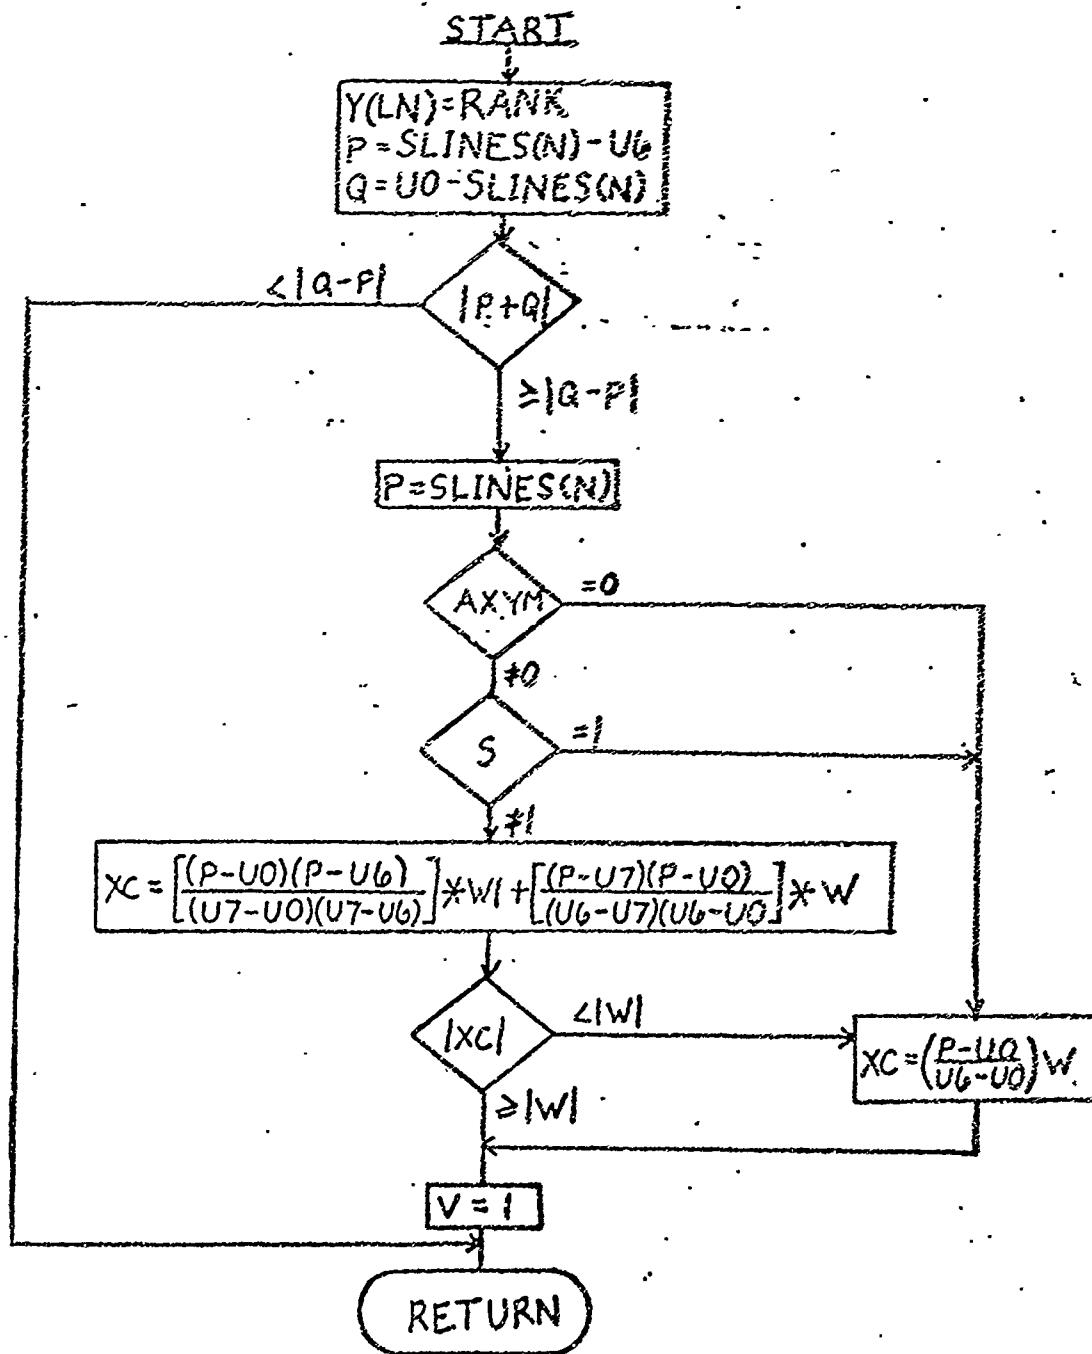 START
Y(LN)=RANK
P=SLINES(N)-U6
Q=U0-SLINES(N)
<|Q-P|
|P+Q|
≥|Q-P|
P=SLINES(N)
AXYM
=0
≠0
S
=1
≠1
XC=[(P-U0)(P-U6)/(U7-U0)(U7-U6)]*W1+[(P-U7)(P-U0)/(U6-U7)(U6-U0)]*W
|XC|
<|W|
XC=(P-U0/U6-U0)W
≥|W|
V=1
RETURN